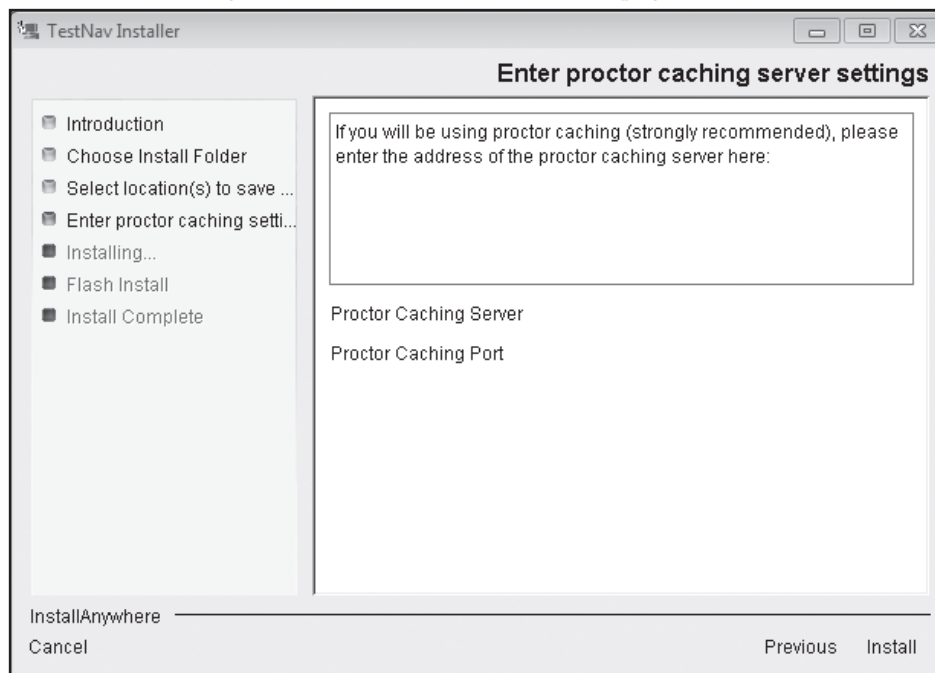 TestNav Installer
Enter proctor caching server settings
Introduction
Choose Install Folder
Select location(s) to save ...
Enter proctor caching setti...
Installing...
Flash Install
Install Complete
If you will be using proctor caching (strongly recommended), please
enter the address of the proctor caching server here:
Proctor Caching Server
Proctor Caching Port
InstallAnywhere
Cancel
Previous
Install